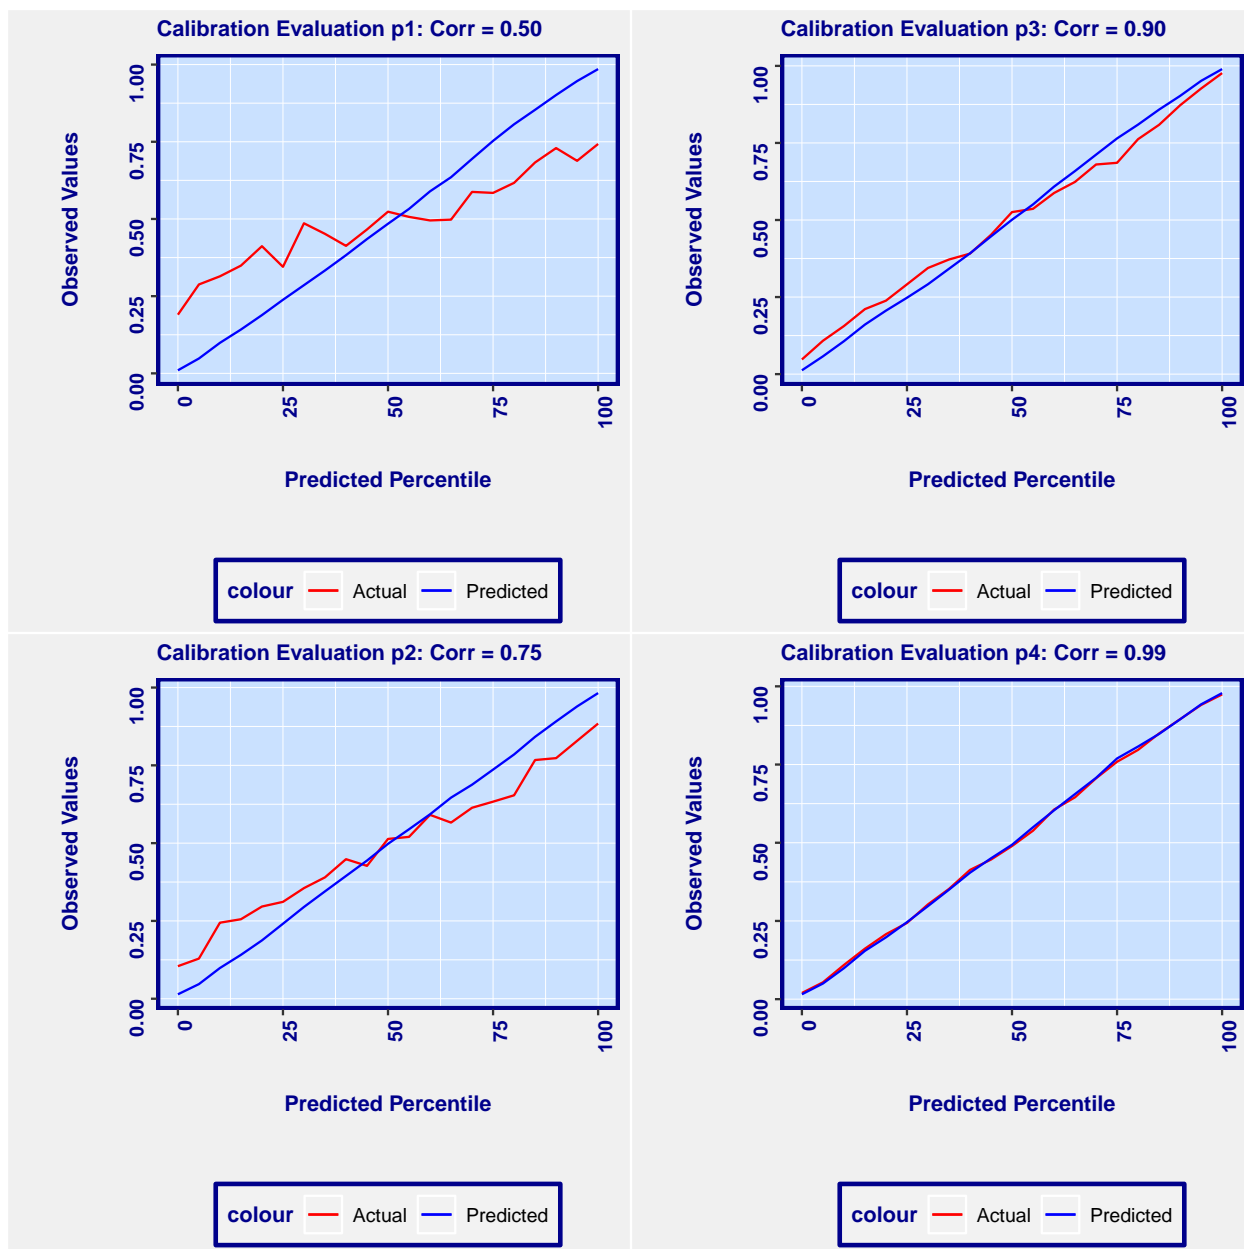 Calibration Evaluation p1: Corr = 0.50
Observed Values
1.00
0.75
0.50
0.25
0.00
0 25 50 75 100
Predicted Percentile
colour Actual Predicted
Calibration Evaluation p3: Corr = 0.90
Observed Values
1.00
0.75
0.50
0.25
0.00
0 25 50 75 100
Predicted Percentile
colour Actual Predicted
Calibration Evaluation p2: Corr = 0.75
Observed Values
1.00
0.75
0.50
0.25
0.00
0 25 50 75 100
Predicted Percentile
colour Actual Predicted
Calibration Evaluation p4: Corr = 0.99
Observed Values
1.00
0.75
0.50
0.25
0.00
0 25 50 75 100
Predicted Percentile
colour Actual Predicted